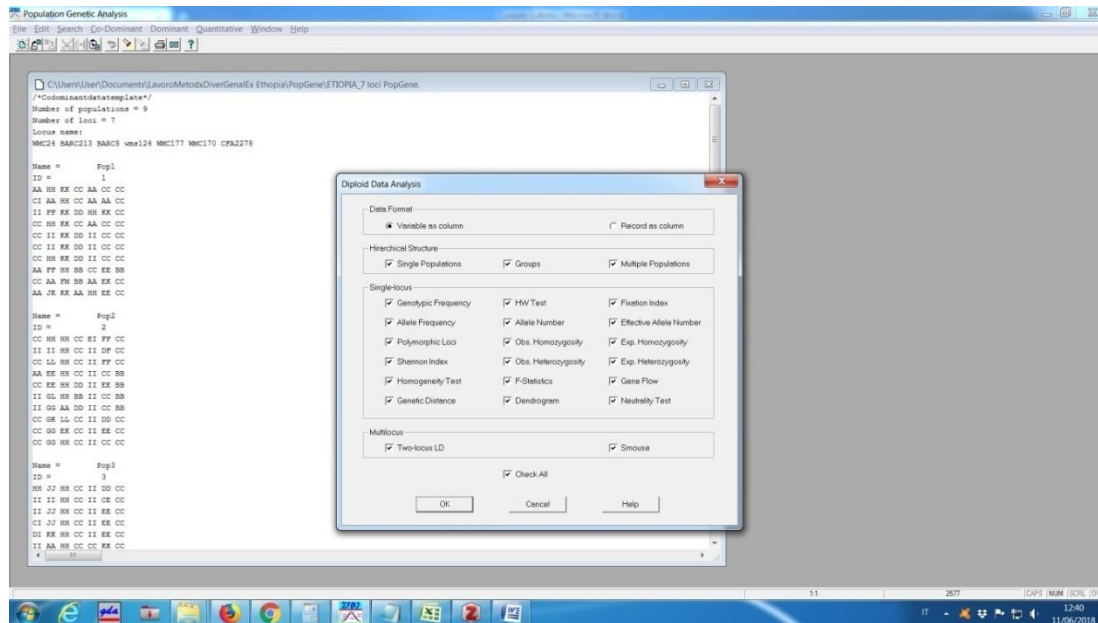 Population Genetic Analysis
File Edit Search Co-Dominant Dominant Quantitative Window Help
C:\Users\User\Documents\LavoroMetodxDiverGenalEx Ethopia\PopGene\ETIOPIA_7 loci PopGene.
/*Codominantdatatemplate*/
Number of populations = 9
Number of loci = 7
Locus name:
WMC24 BARC213 BARC8 wms124 WMC177 WMC170 CFA2278
Name = Pop1
ID = 1
AA HH KK CC AA CC CC
CI AA HH CC AA AA CC
II FF KK DD HH KK CC
CC HH KK CC AA CC CC
CC II KK DD II CC CC
CC II KK DD II CC CC
CC HH KK DD II CC CC
AA FF HH BB CC EE BB
CC AA FM BB AA EK CC
AA JK KK AA HH EE CC
Name = Pop2
ID = 2
CC HH HH CC EI FF CC
II II HH CC II DF CC
CC LL HH CC II FF CC
AA EE HH CC II CC BB
CC EE HH DD II EE BB
II GL HH BB II CC BB
II GG AA DD II CC BB
CC GK LL CC II DD CC
CC GG EK CC II EE CC
CC GG HH CC II CC CC
Name = Pop3
ID = 3
HH JJ HH CC II DD CC
II II HH CC II CE CC
II JJ HH CC II EE CC
CI JJ HH CC II EE CC
DI KK HH CC II EE CC
II AA HH CC CC KK CC
Diploid Data Analysis
Data Format
Variable as column Record as column
Hirarchical Structure
Single Populations Groups Multiple Populations
Single-locus
Genotypic Frequency HW Test Fixation Index
Allele Frequency Allele Number Effective Allele Number
Polymorphic Loci Obs. Homozygosity Exp. Homozygosity
Shannon Index Obs. Heterozygosity Exp. Heterozygosity
Homogeneity Test F-Statistics Gene Flow
Genetic Distance Dendrogram Neutrality Test
Multilocus
Two-locus LD Smouse
Check All
OK Cancel Help
1:1 2577 CAPS NUM SCRL
gda
IT 12:40
11/06/2018